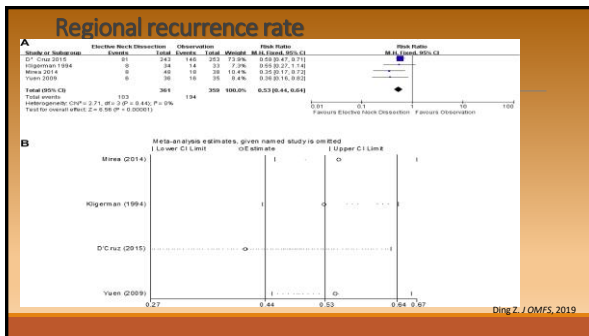 Regional recurrence rate
A
Elective Neck Dissection Observation Risk Ratio Risk Ratio
Study or Subgroup Events Total Events Total Weight M-H, Fixed, 95% CI M-H, Fixed, 95% CI
D'Cruz 2015 81 243 146 253 73.9% 0.58 [0.47, 0.71]
Kligerman 1994 8 34 14 33 7.3% 0.55 [0.27, 1.14]
Mirea 2014 8 48 18 38 10.4% 0.35 [0.17, 0.73]
Yuen 2009 6 36 16 35 8.4% 0.36 [0.16, 0.82]
Total (95% CI) 361 359 100.0% 0.53 [0.44, 0.64]
Total events 103 194
Heterogeneity: Chi² = 2.71, df = 3 (P = 0.44); I² = 0%
Test for overall effect: Z = 6.56 (P < 0.00001)
0.01 0.1 1 10 100
Favours Elective Neck Dissection Favours Observation
B
Meta-analysis estimates, given named study is omitted
Lower CI Limit Estimate Upper CI Limit
Mirea (2014)
Kligerman (1994)
D'Cruz (2015)
Yuen (2009)
0.27 0.44 0.53 0.64 0.67
Ding Z. J OMFS, 2019